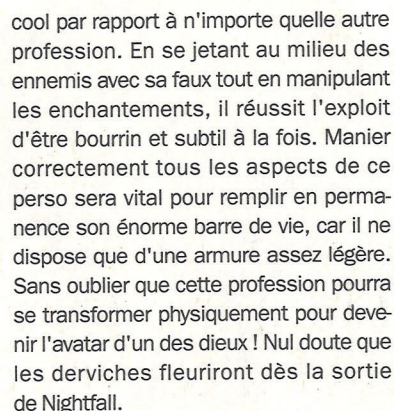 cool par rapport à n'importe quelle autre
profession. En se jetant au milieu des
ennemis avec sa faux tout en manipulant
les enchantements, il réussit l'exploit
d'être bourrin et subtil à la fois. Manier
correctement tous les aspects de ce
perso sera vital pour remplir en perma-
nence son énorme barre de vie, car il ne
dispose que d'une armure assez légère.
Sans oublier que cette profession pourra
se transformer physiquement pour deve-
nir l'avatar d'un des dieux ! Nul doute que
les derviches fleuriront dès la sortie
de Nightfall.